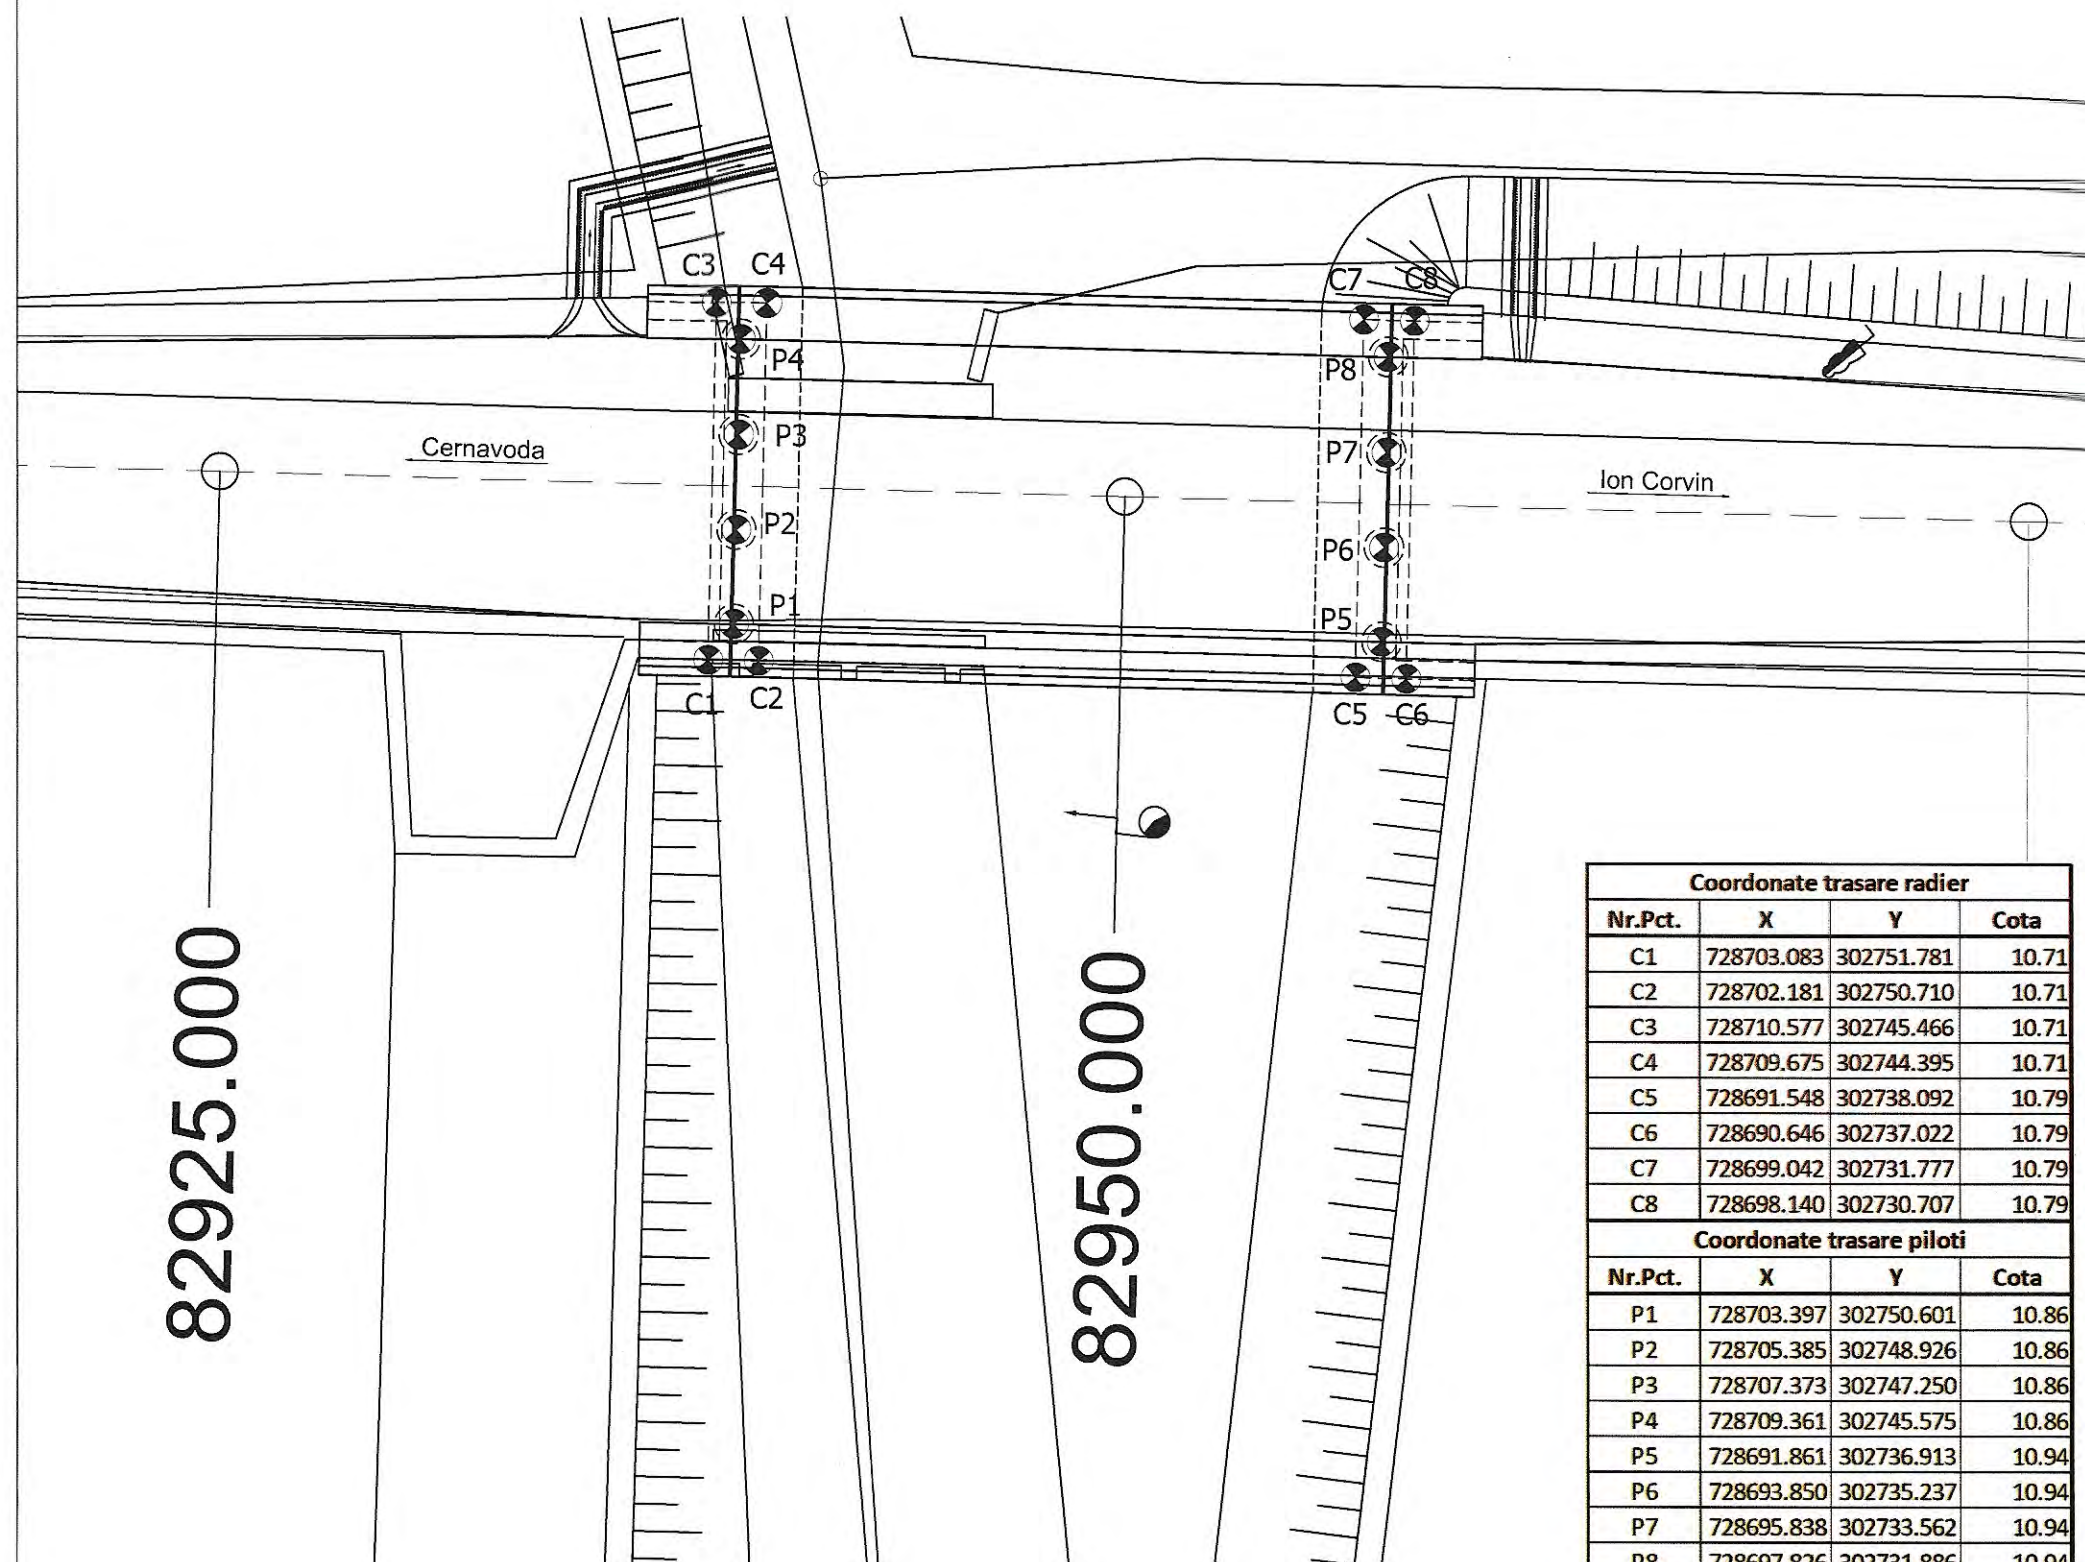 C3 C4
C7 C8
P4
P8
P3
P7
Cernavoda
Ion Corvin
P2
P6
P1
P5
C1 C2
C5 C6
82925.000
82950.000
Coordonate trasare radier
Nr.Pct. X Y Cota
C1 728703.083 302751.781 10.71
C2 728702.181 302750.710 10.71
C3 728710.577 302745.466 10.71
C4 728709.675 302744.395 10.71
C5 728691.548 302738.092 10.79
C6 728690.646 302737.022 10.79
C7 728699.042 302731.777 10.79
C8 728698.140 302730.707 10.79
Coordonate trasare piloti
Nr.Pct. X Y Cota
P1 728703.397 302750.601 10.86
P2 728705.385 302748.926 10.86
P3 728707.373 302747.250 10.86
P4 728709.361 302745.575 10.86
P5 728691.861 302736.913 10.94
P6 728693.850 302735.237 10.94
P7 728695.838 302733.562 10.94
P8 728697.826 302731.886 10.94